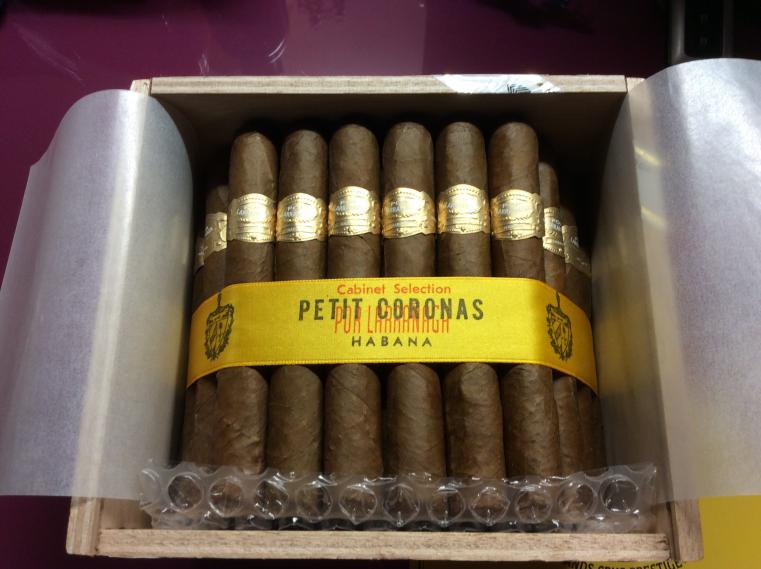 Cabinet Selection
PETIT CORONAS
POR LARRAÑAGA
HABANA